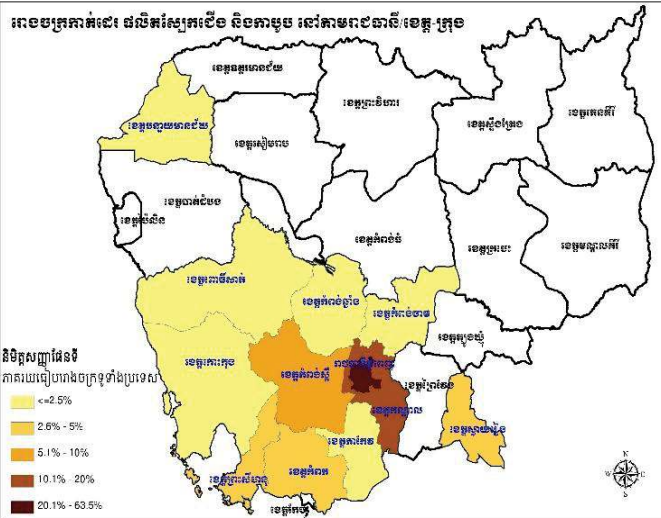 រោងចក្រកាត់ដេរ ផលិតស្បែកជើង និងកាបូប នៅតាមរាជធានី/ខេត្ត-ក្រុង
ខេត្តឧត្តរមានជ័យ
ខេត្តព្រះវិហារ
ខេត្តរតនគីរី
ខេត្តស្ទឹងត្រែង
ខេត្តបន្ទាយមានជ័យ
ខេត្តសៀមរាប
ខេត្តបាត់ដំបង
ខេត្តប៉ៃលិន
ខេត្តកំពង់ធំ
ខេត្តក្រចេះ
ខេត្តមណ្ឌលគីរី
ខេត្តពោធិ៍សាត់
ខេត្តកំពង់ឆ្នាំង
ខេត្តកំពង់ចាម
ខេត្តត្បូងឃ្មុំ
និមិត្តសញ្ញាផែនទី
ខេត្តកោះកុង
ខេត្តកំពង់ស្ពឺ
រាជធានីភ្នំពេញ
ភាគរយធៀបរោងចក្រទូទាំងប្រទេស
ខេត្តព្រៃវែង
<=2.5%
ខេត្តកណ្តាល
2.6% - 5%
ខេត្តស្វាយរៀង
ខេត្តតាកែវ
5.1% - 10%
ខេត្តកំពត
10.1% - 20%
ខេត្តព្រះសីហនុ
20.1% - 63.5%
ខេត្តកែប
N
W
E
S